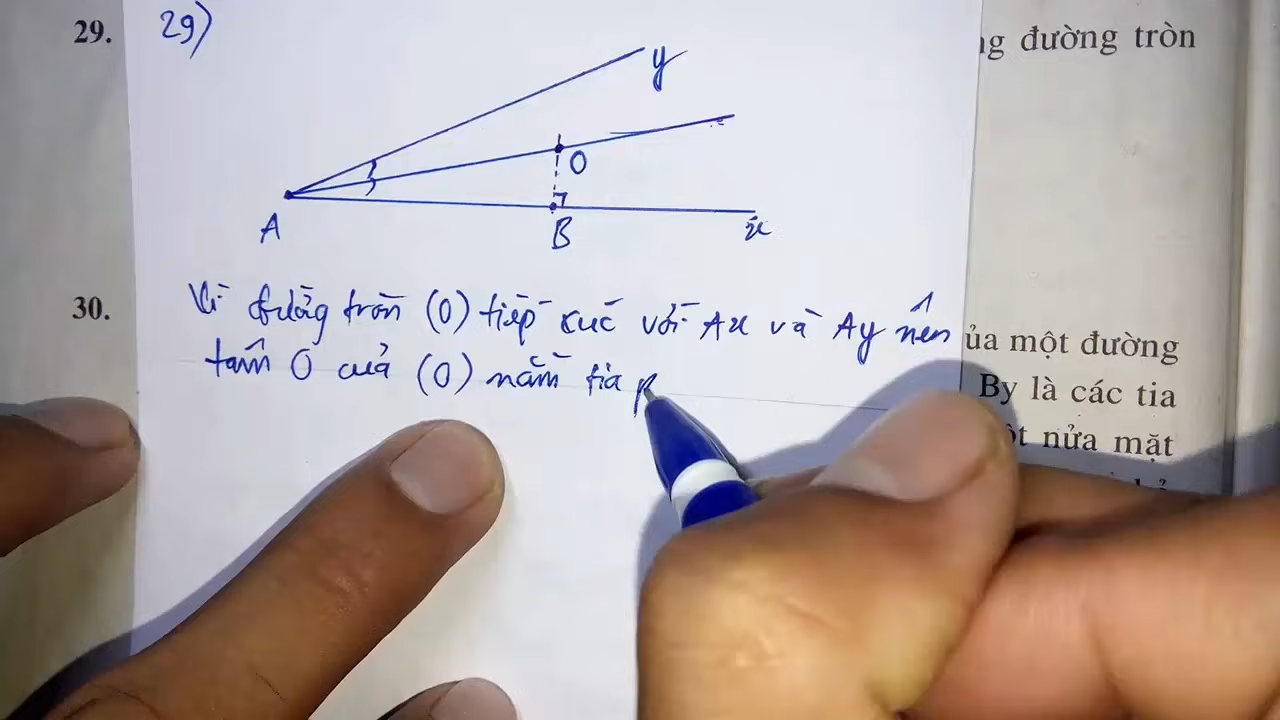 29.
29)
ng đường tròn
y
O
A
B
x
Vì đường tròn (O) tiếp xúc với Ax và Ay nên
tâm O của (O) nằm tia p
30.
ủa một đường
By là các tia
ột nửa mặt